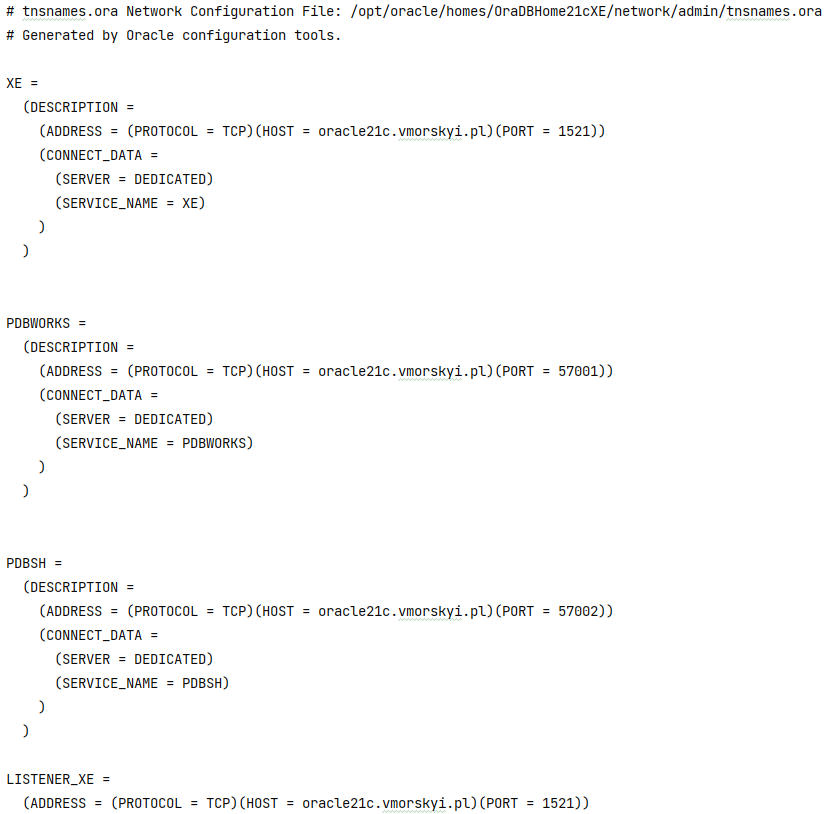 # tnsnames.ora Network Configuration File: /opt/oracle/homes/OraDBHome21cXE/network/admin/tnsnames.ora
# Generated by Oracle configuration tools.

XE =
  (DESCRIPTION =
    (ADDRESS = (PROTOCOL = TCP)(HOST = oracle21c.vmorskyi.pl)(PORT = 1521))
    (CONNECT_DATA =
      (SERVER = DEDICATED)
      (SERVICE_NAME = XE)
    )
  )

PDBWORKS =
  (DESCRIPTION =
    (ADDRESS = (PROTOCOL = TCP)(HOST = oracle21c.vmorskyi.pl)(PORT = 57001))
    (CONNECT_DATA =
      (SERVER = DEDICATED)
      (SERVICE_NAME = PDBWORKS)
    )
  )

PDBSH =
  (DESCRIPTION =
    (ADDRESS = (PROTOCOL = TCP)(HOST = oracle21c.vmorskyi.pl)(PORT = 57002))
    (CONNECT_DATA =
      (SERVER = DEDICATED)
      (SERVICE_NAME = PDBSH)
    )
  )

LISTENER_XE =
  (ADDRESS = (PROTOCOL = TCP)(HOST = oracle21c.vmorskyi.pl)(PORT = 1521))